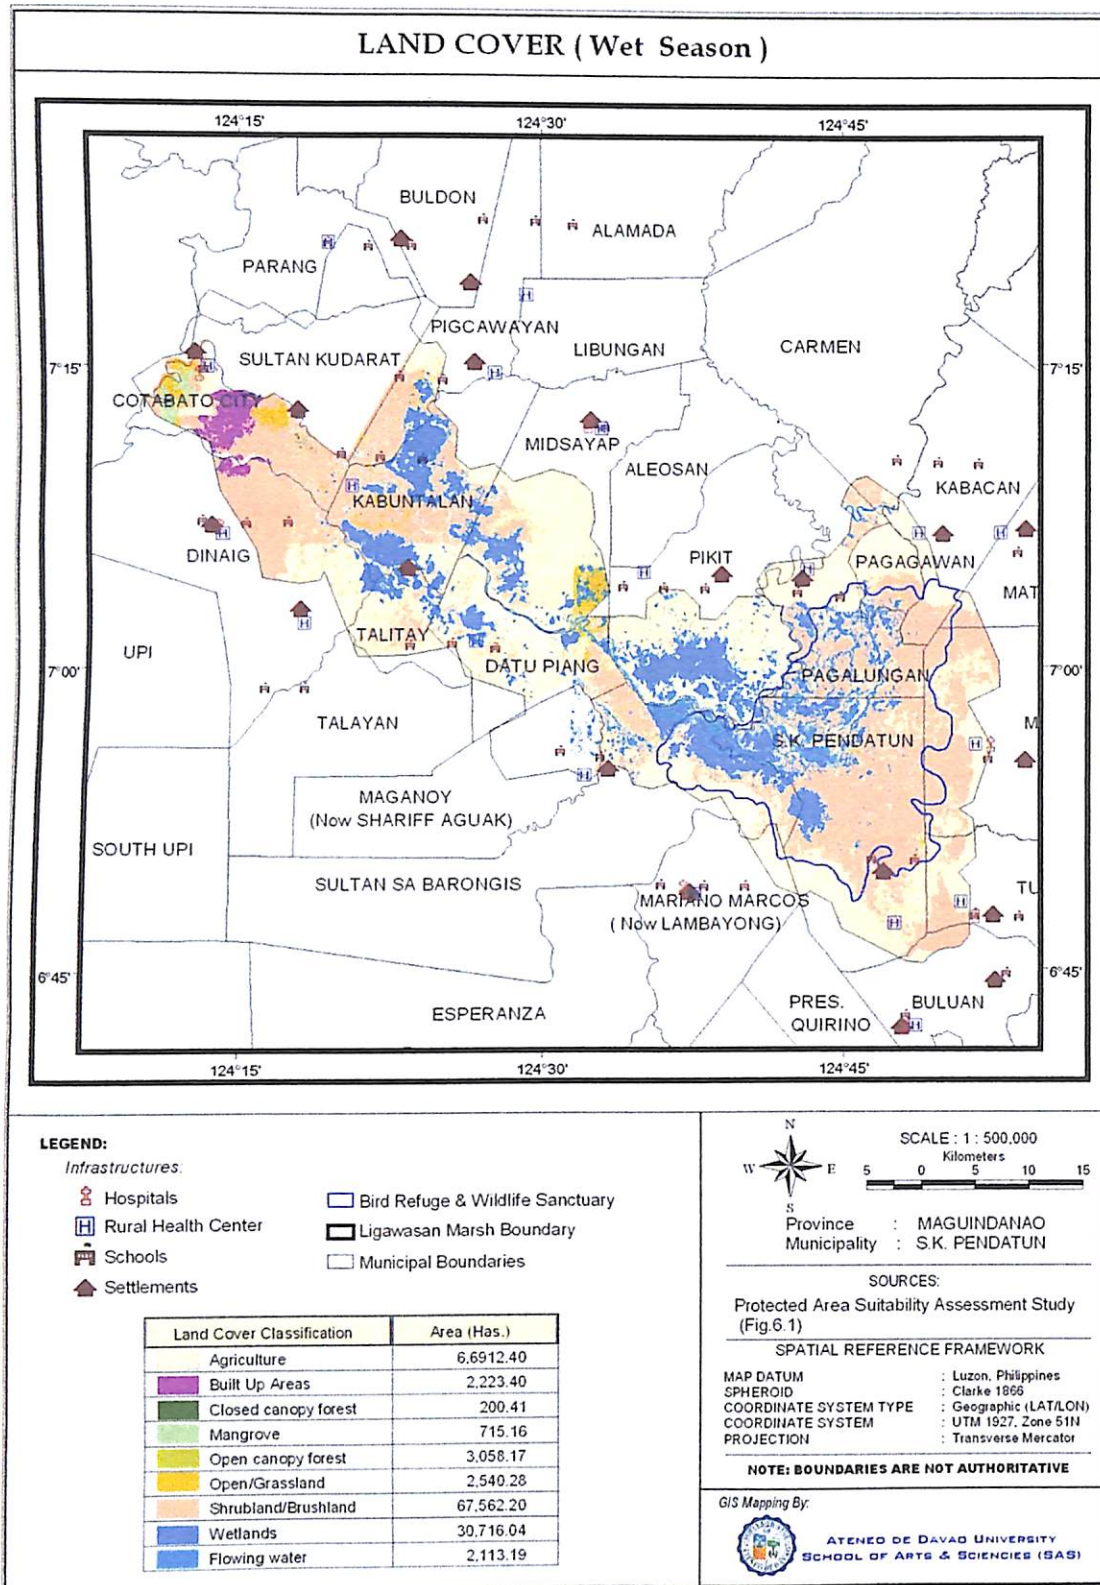 LAND COVER ( Wet Season )
124°15' 124°30' 124°45'
BULDON
ALAMADA
PARANG
PIGCAWAYAN
SULTAN KUDARAT
LIBUNGAN
CARMEN
7°15' 7°15'
COTABATO CITY
MIDSAYAP
ALEOSAN
KABACAN
KABUNTALAN
DINAIG
PIKIT
PAGAGAWAN
MAT
TALITAY
UPI
DATU PIANG
PAGALUNGAN
7°00' 7°00'
TALAYAN
M
S.K. PENDATUN
MAGANOY
(Now SHARIFF AGUAK)
SOUTH UPI
SULTAN SA BARONGIS
TU
MARIANO MARCOS
( Now LAMBAYONG)
6°45' 6°45'
PRES.
QUIRINO
BULUAN
ESPERANZA
124°15' 124°30' 124°45'
LEGEND:
Infrastructures:
Hospitals
Rural Health Center
Schools
Settlements
Bird Refuge & Wildlife Sanctuary
Ligawasan Marsh Boundary
Municipal Boundaries
Land Cover Classification Area (Has.)
Agriculture 6,6912.40
Built Up Areas 2,223.40
Closed canopy forest 200.41
Mangrove 715.16
Open canopy forest 3,058.17
Open/Grassland 2,540.28
Shrubland/Brushland 67,562.20
Wetlands 30,716.04
Flowing water 2,113.19
N
W E
S
SCALE : 1 : 500,000
Kilometers
5 0 5 10 15
Province : MAGUINDANAO
Municipality : S.K. PENDATUN
SOURCES:
Protected Area Suitability Assessment Study
(Fig.6.1)
SPATIAL REFERENCE FRAMEWORK
MAP DATUM : Luzon, Philippines
SPHEROID : Clarke 1866
COORDINATE SYSTEM TYPE : Geographic (LAT/LON)
COORDINATE SYSTEM : UTM 1927, Zone 51N
PROJECTION : Transverse Mercator
NOTE: BOUNDARIES ARE NOT AUTHORITATIVE
GIS Mapping By:
ATENEO DE DAVAO UNIVERSITY
SCHOOL OF ARTS & SCIENCIES (SAS)